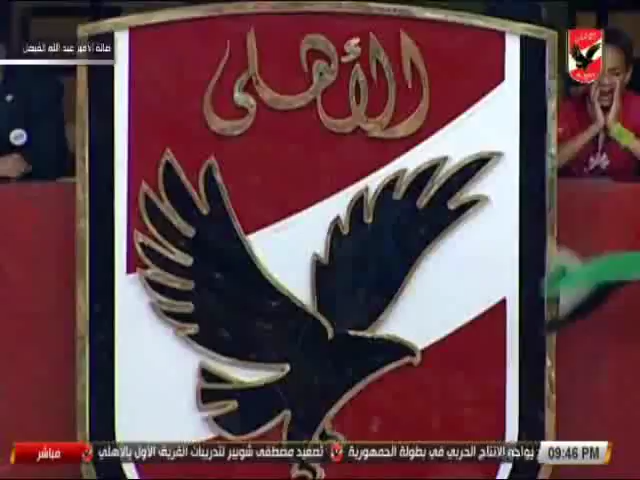 صالة الأمير عبد الله الفيصل
الأهلى
مباشر
يواجه الإنتاج الحربي في بطولة الجمهورية تصعيد مصطفى شوبير لتدريبات الفريق الأول بالأهلي
09:46 PM